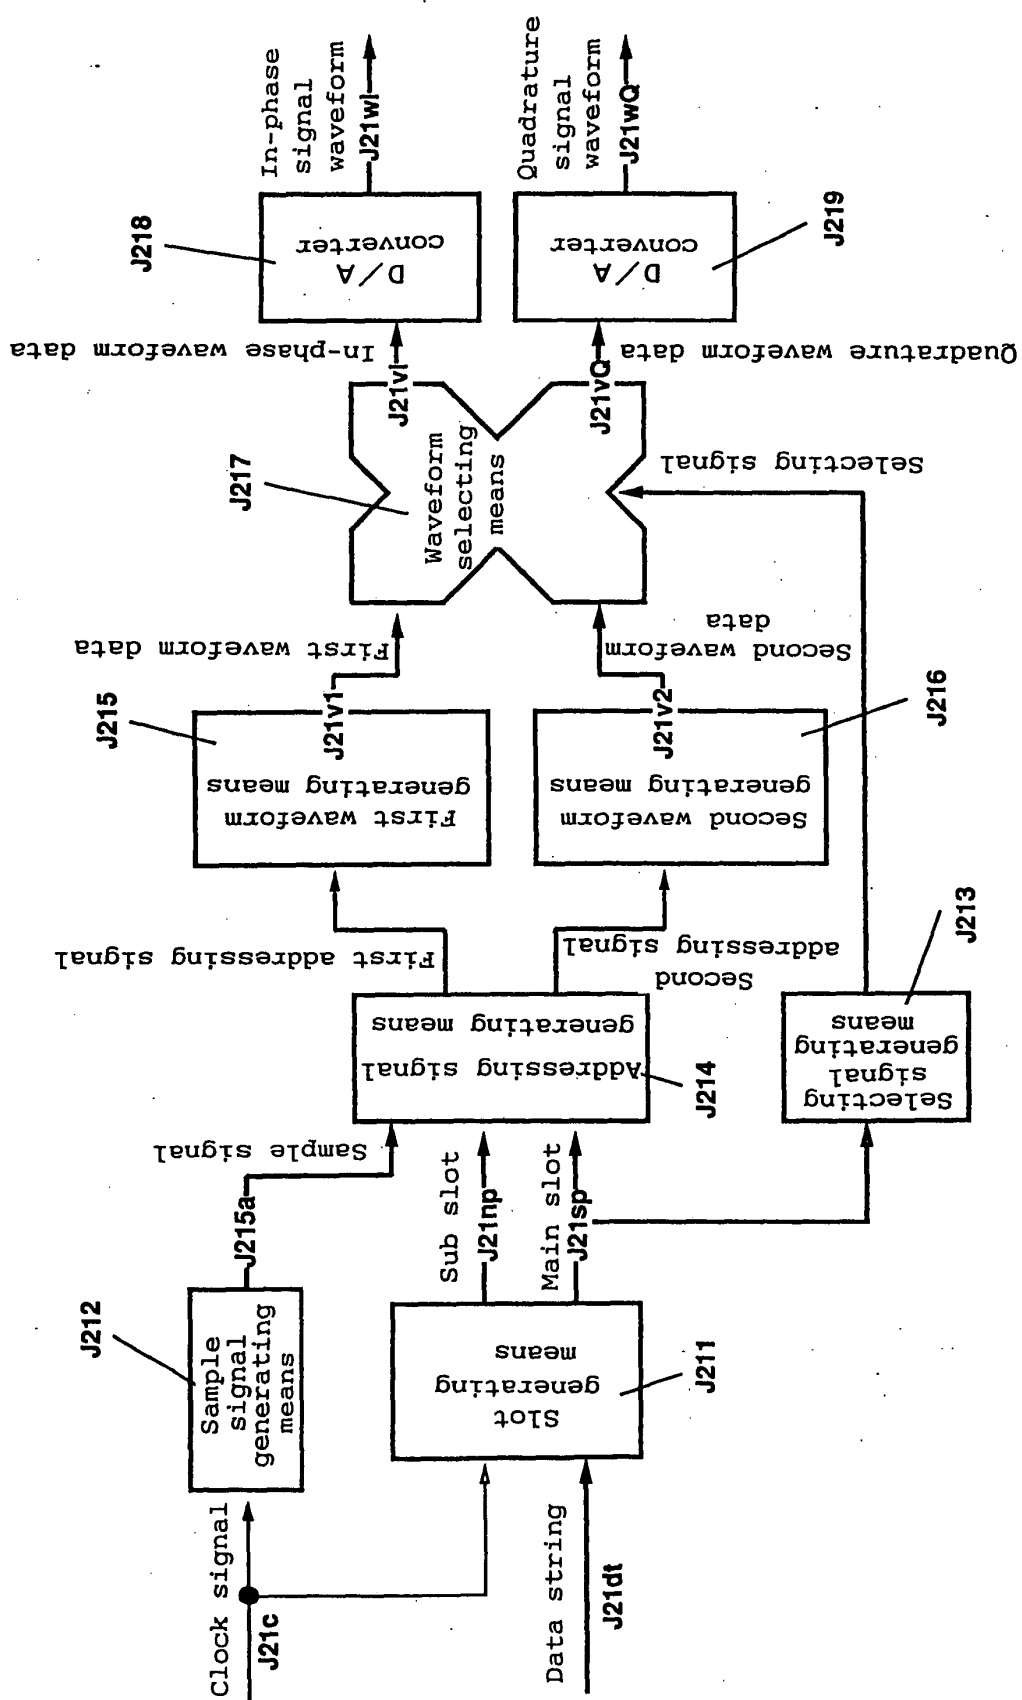 Clock signal
J21c
Data string
J21dt
J212
Sample
signal
generating
means
J215a
Sample signal
Slot
generating
means
J211
Sub slot
J21np
Main slot
J21sp
Addressing signal
generating means
J214
Selecting
signal
generating
means
J213
First addressing signal
Second
addressing signal
J215
First waveform
generating means
J21v1
First waveform data
J216
Second waveform
generating means
J21v2
Second waveform
data
J217
Waveform
selecting
means
Selecting signal
J21vI
In-phase waveform data
J21vQ
Quadrature waveform data
J218
D/A
converter
J219
D/A
converter
In-phase
signal
waveform
J21wI
Quadrature
signal
waveform
J21wQ